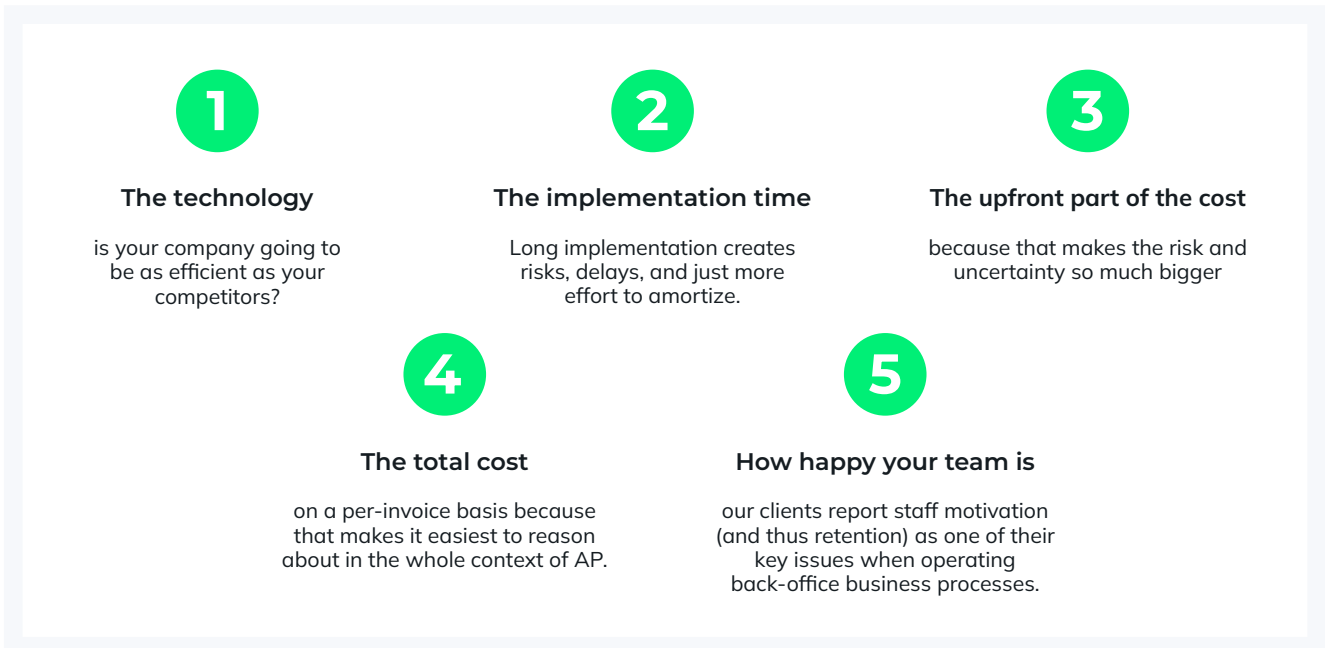 1
The technology
is your company going to
be as efficient as your
competitors?
2
The implementation time
Long implementation creates
risks, delays, and just more
effort to amortize.
3
The upfront part of the cost
because that makes the risk and
uncertainty so much bigger
4
The total cost
on a per-invoice basis because
that makes it easiest to reason
about in the whole context of AP.
5
How happy your team is
our clients report staff motivation
(and thus retention) as one of their
key issues when operating
back-office business processes.